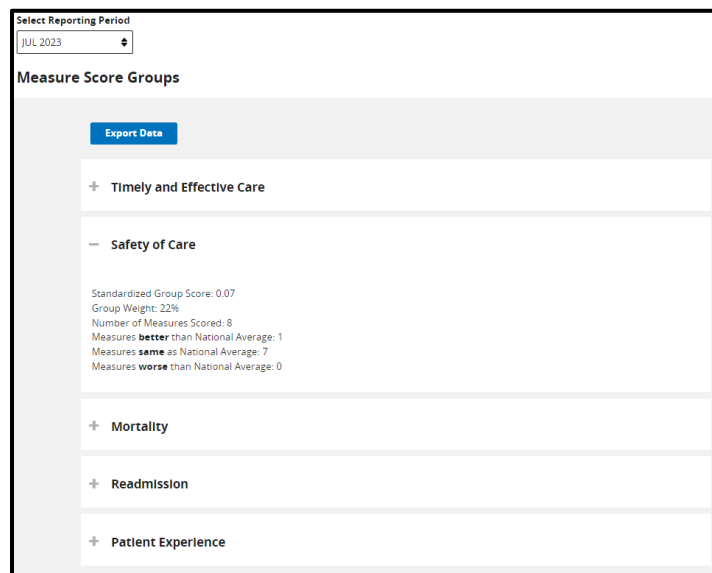 Select Reporting Period
JUL 2023
Measure Score Groups
Export Data
Timely and Effective Care
Safety of Care
Standardized Group Score: 0.07
Group Weight: 22%
Number of Measures Scored: 8
Measures better than National Average: 1
Measures same as National Average: 7
Measures worse than National Average: 0
Mortality
Readmission
Patient Experience